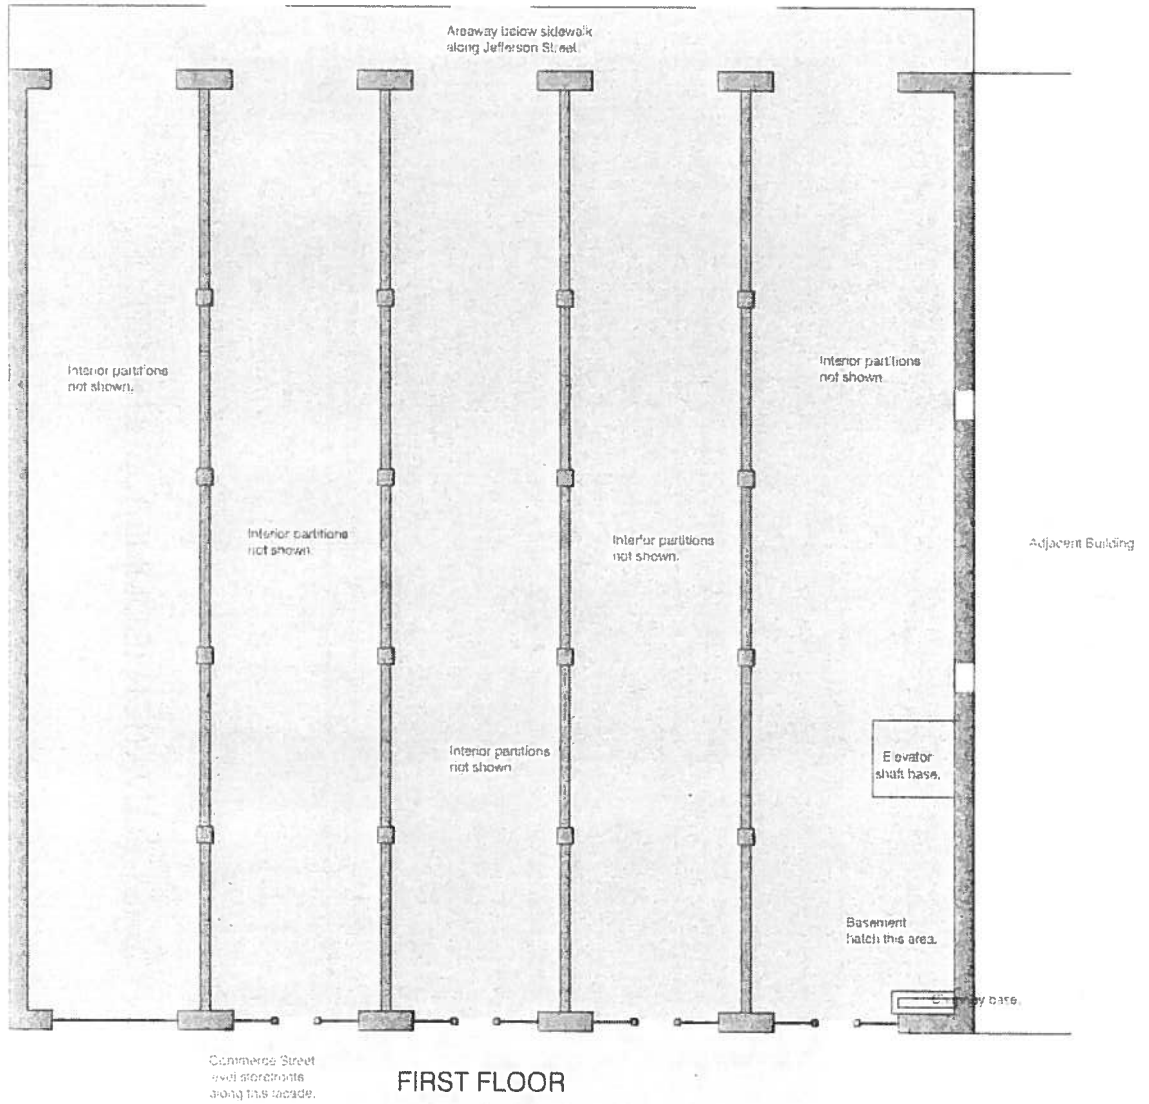 Areaway below sidewalk
along Jefferson Street.
Interior partitions
not shown.
Interior partitions
not shown.
Interior partitions
not shown.
Interior partitions
not shown.
Adjacent Building
Interior partitions
not shown.
Elevator
shaft base.
Basement
hatch this area.
Chimney base.
Commerce Street
level storefronts
along this facade.
FIRST FLOOR